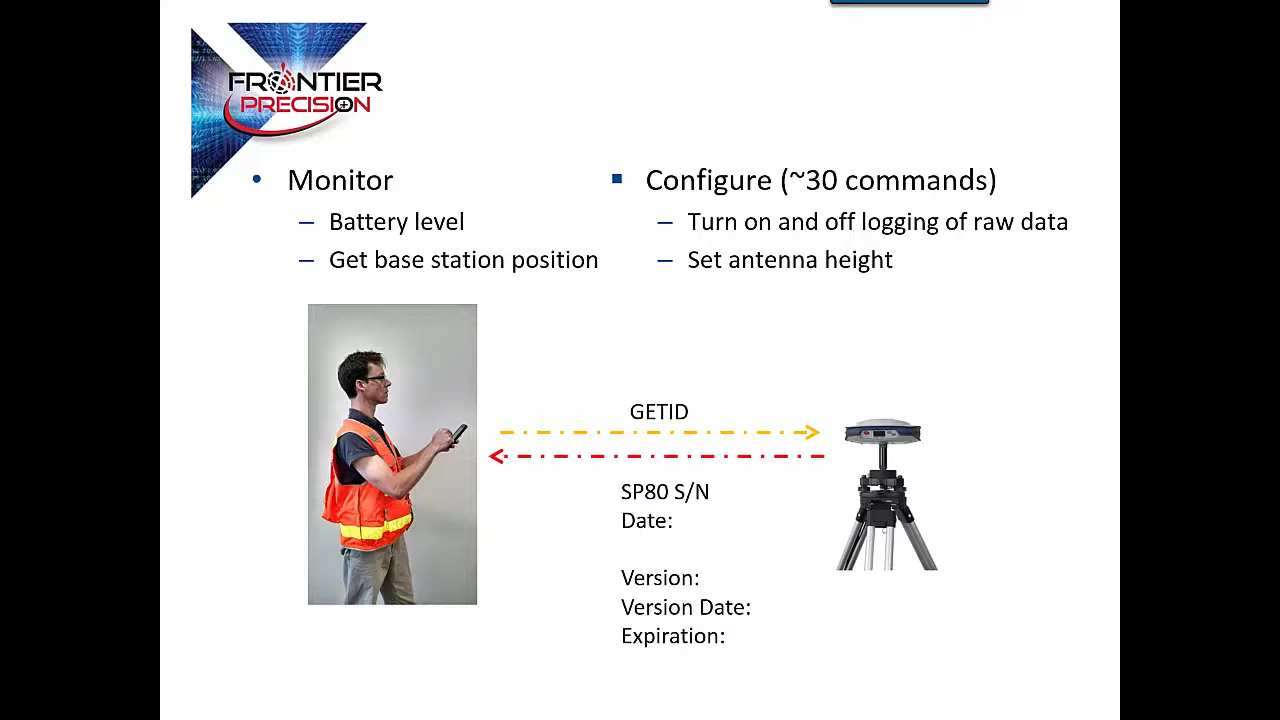 FRONTIER
PRECISION
• Monitor
– Battery level
– Get base station position
▪ Configure (~30 commands)
– Turn on and off logging of raw data
– Set antenna height
GETID
SP80 S/N
Date:
Version:
Version Date:
Expiration: